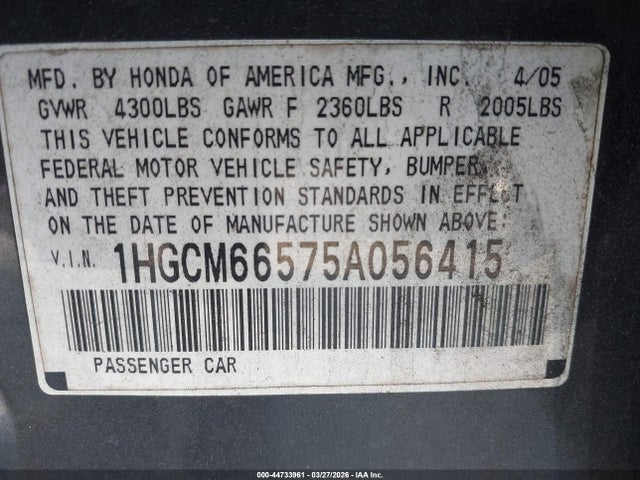 MFD. BY HONDA OF AMERICA MFG., INC. 4/05
GVWR 4300LBS GAWR F 2360LBS R 2005LBS
THIS VEHICLE CONFORMS TO ALL APPLICABLE
FEDERAL MOTOR VEHICLE SAFETY, BUMPER,
AND THEFT PREVENTION STANDARDS IN EFFECT
ON THE DATE OF MANUFACTURE SHOWN ABOVE:
V.I.N. 1HGCM66575A056415
PASSENGER CAR
000-44733961 | 03/27/2026 | IAA Inc.